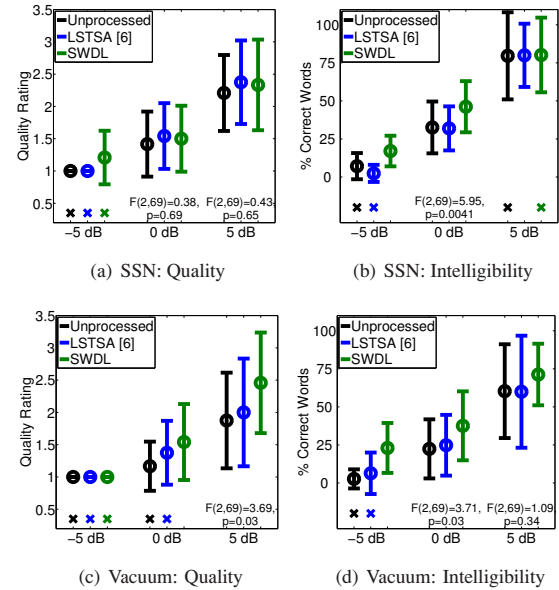 3.5
3
2.5
2
1.5
1
0.5
Quality Rating
Unprocessed
LSTSA [6]
SWDL
F(2,69)=0.38,
p=0.69
F(2,69)=0.43
p=0.65
−5 dB
0 dB
5 dB
(a) SSN: Quality
100
75
50
25
0
% Correct Words
Unprocessed
LSTSA [6]
SWDL
F(2,69)=5.95,
p=0.0041
−5 dB
0 dB
5 dB
(b) SSN: Intelligibility
3.5
3
2.5
2
1.5
1
0.5
Quality Rating
Unprocessed
LSTSA [6]
SWDL
F(2,69)=3.69,
p=0.03
−5 dB
0 dB
5 dB
(c) Vacuum: Quality
100
75
50
25
0
% Correct Words
Unprocessed
LSTSA [6]
SWDL
F(2,69)=3.71,
p=0.03
F(2,69)=1.09
p=0.34
−5 dB
0 dB
5 dB
(d) Vacuum: Intelligibility